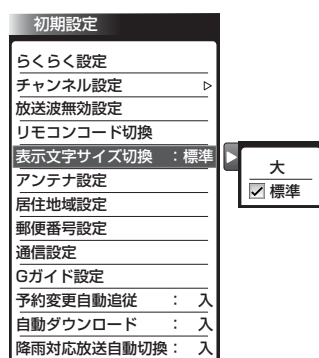 初期設定
らくらく設定
チャンネル設定 ▷
放送波無効設定
リモコンコード切換
表示文字サイズ切換 ：標準
大
標準
アンテナ設定
居住地域設定
郵便番号設定
通信設定
Gガイド設定
予約変更自動追従 ： 入
自動ダウンロード ： 入
降雨対応放送自動切換： 入